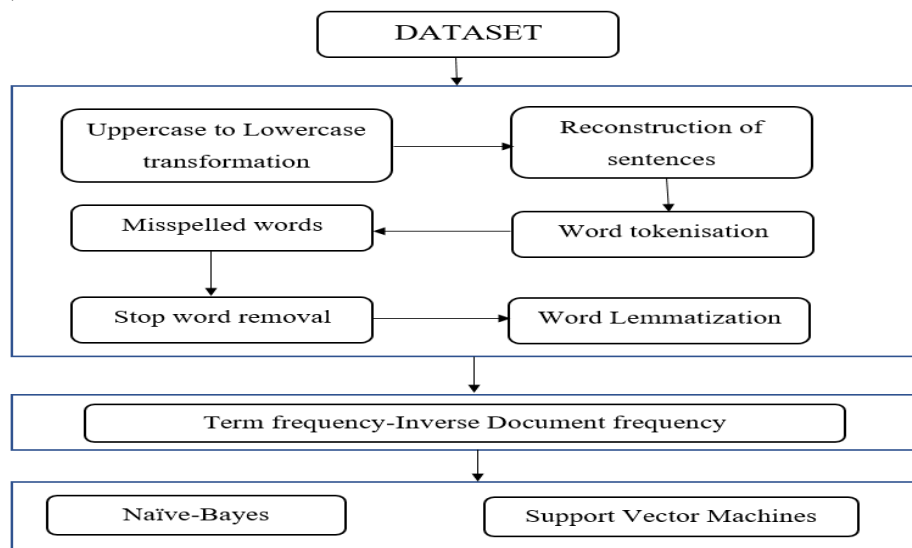 DATASET
Uppercase to Lowercase
transformation
Reconstruction of
sentences
Misspelled words
Word tokenisation
Stop word removal
Word Lemmatization
Term frequency-Inverse Document frequency
Naïve-Bayes
Support Vector Machines